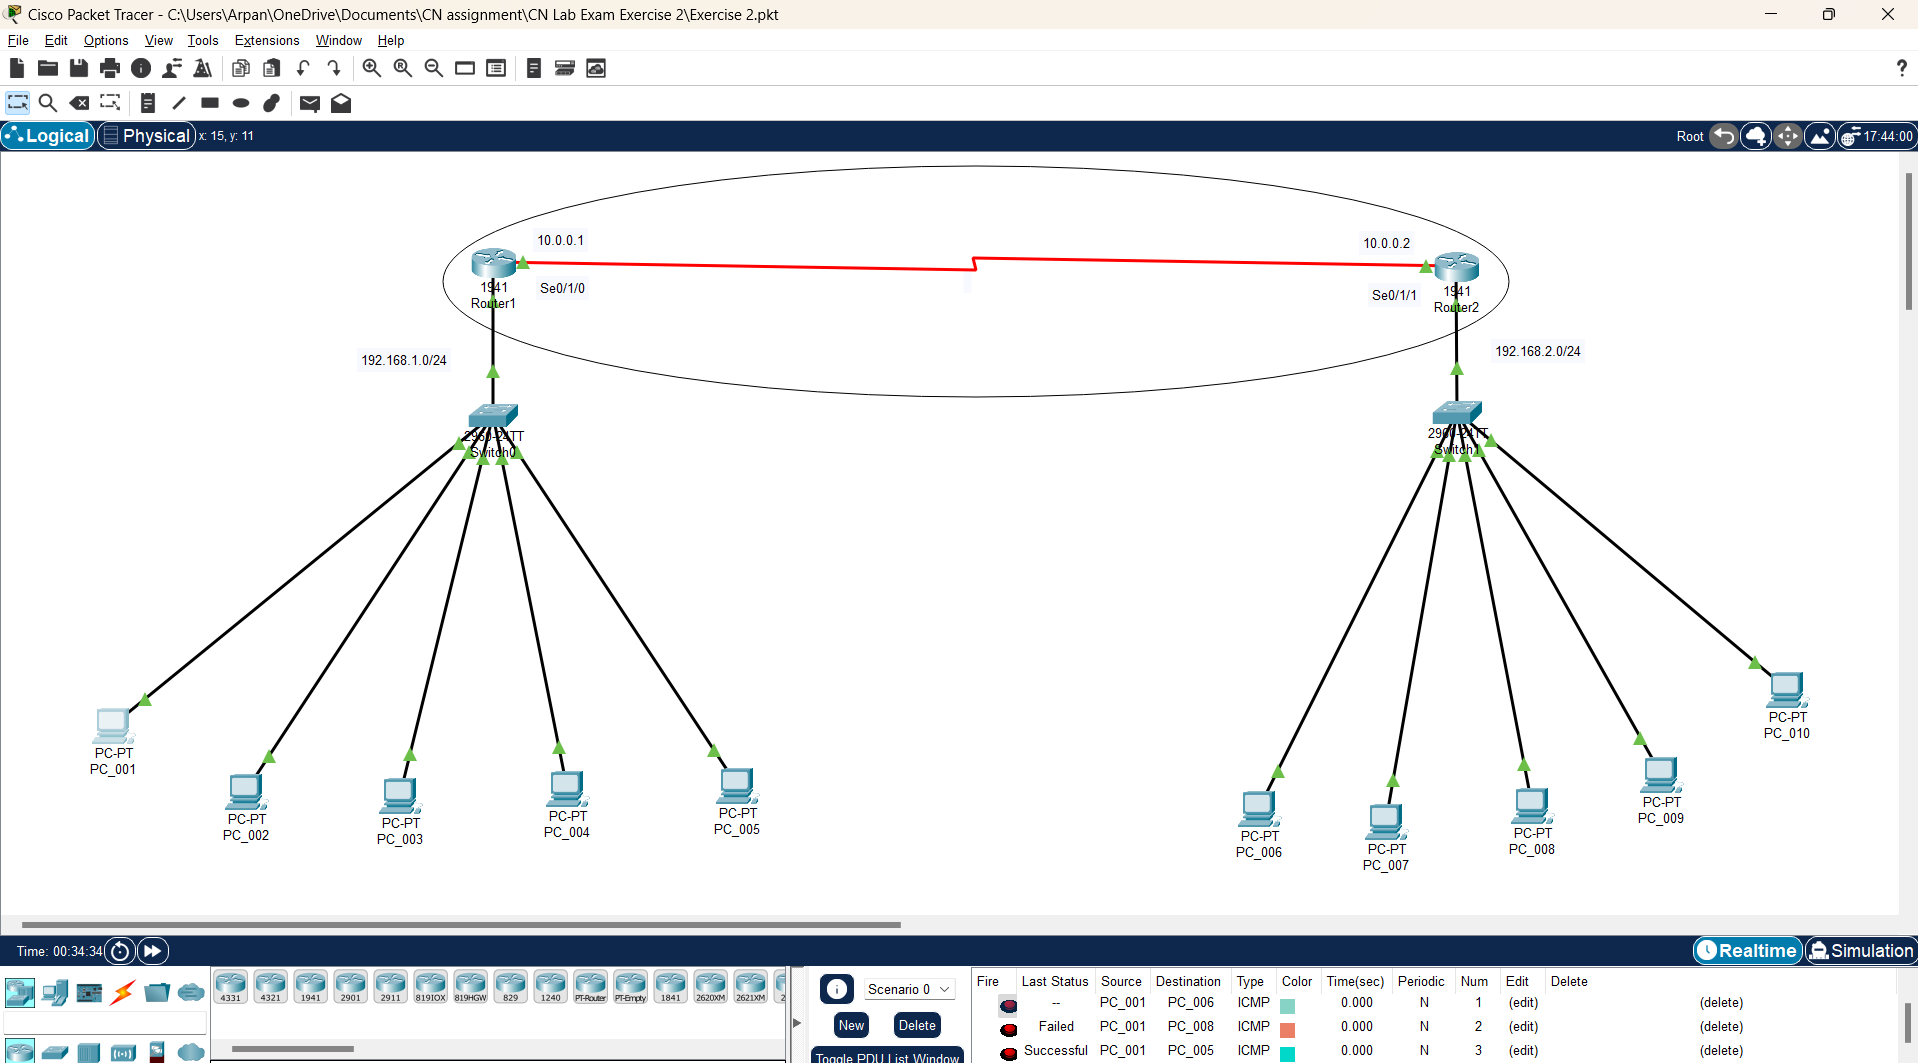 Cisco Packet Tracer - C:\Users\Arpan\OneDrive\Documents\CN assignment\CN Lab Exam Exercise 2\Exercise 2.pkt
File Edit Options View Tools Extensions Window Help
?
Logical Physical x: 15, y: 11 Root 17:44:00
10.0.0.1 10.0.0.2
1941 Se0/1/0 Se0/1/1 1941
Router1 Router2
192.168.1.0/24 192.168.2.0/24
2960-24TT 2960-24TT
Switch0 Switch1
PC-PT
PC_001
PC-PT
PC_002
PC-PT
PC_003
PC-PT
PC_004
PC-PT
PC_005
PC-PT
PC_006
PC-PT
PC_007
PC-PT
PC_008
PC-PT
PC_009
PC-PT
PC_010
Time: 00:34:34 Realtime Simulation
4331 4321 1941 2901 2911 819IOX 819HGW 829 1240 PT-Router PT-Empty 1841 2620XM 2621XM 2
Scenario 0
New Delete
Toggle PDU List Window
Fire Last Status Source Destination Type Color Time(sec) Periodic Num Edit Delete
-- PC_001 PC_006 ICMP 0.000 N 1 (edit) (delete)
Failed PC_001 PC_008 ICMP 0.000 N 2 (edit) (delete)
Successful PC_001 PC_005 ICMP 0.000 N 3 (edit) (delete)